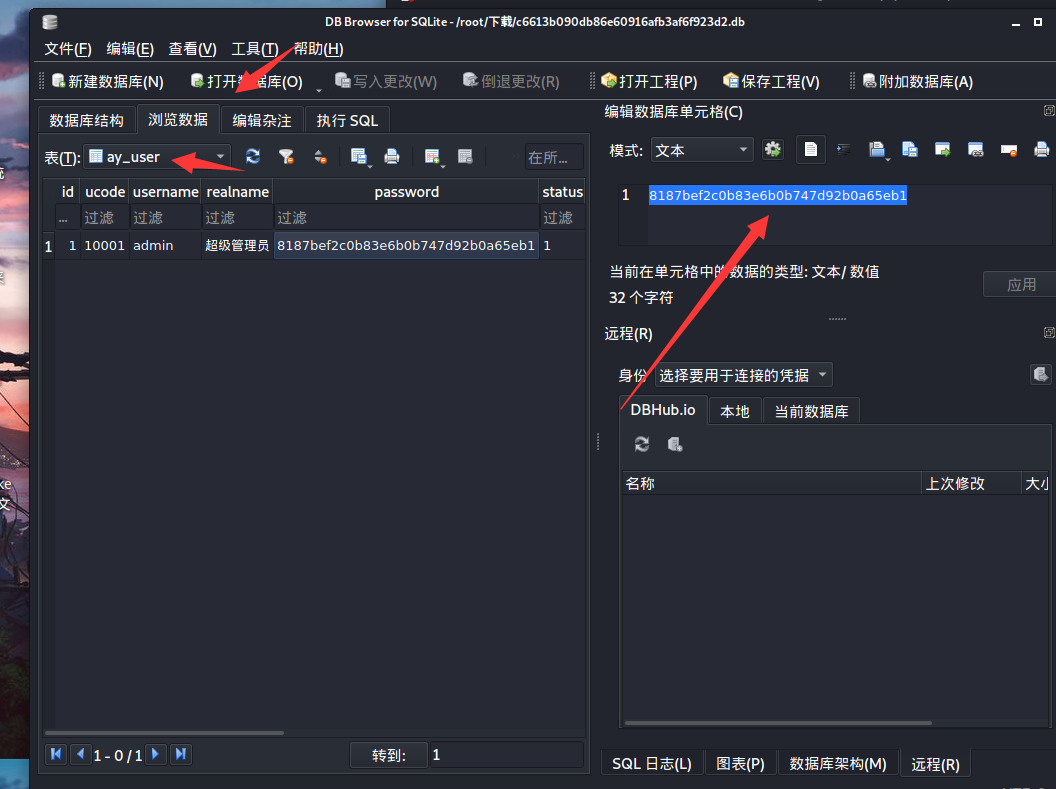 DB Browser for SQLite - /root/下载/c6613b090db86e60916afb3af6f923d2.db
文件(F) 编辑(E) 查看(V) 工具(T) 帮助(H)
新建数据库(N) 打开数据库(O) 写入更改(W) 倒退更改(R) 打开工程(P) 保存工程(V) 附加数据库(A)
数据库结构 浏览数据 编辑杂注 执行 SQL
表(T): ay_user 在所...
id ucode username realname password status
... 过滤 过滤 过滤 过滤 过滤
1 1 10001 admin 超级管理员 8187bef2c0b83e6b0b747d92b0a65eb1 1
1 - 0 / 1 转到: 1
编辑数据库单元格(C)
模式: 文本
1 8187bef2c0b83e6b0b747d92b0a65eb1
当前在单元格中的数据的类型: 文本/ 数值
32 个字符
应用
远程(R)
身份 选择要用于连接的凭据
DBHub.io 本地 当前数据库
名称 上次修改 大小
SQL 日志(L) 图表(P) 数据库架构(M) 远程(R)
ke
文